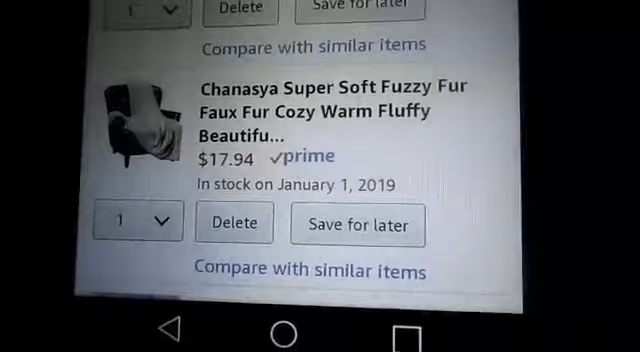 1 Delete Save for later
Compare with similar items
Chanasya Super Soft Fuzzy Fur
Faux Fur Cozy Warm Fluffy
Beautifu...
$17.94 prime
In stock on January 1, 2019
1 Delete Save for later
Compare with similar items